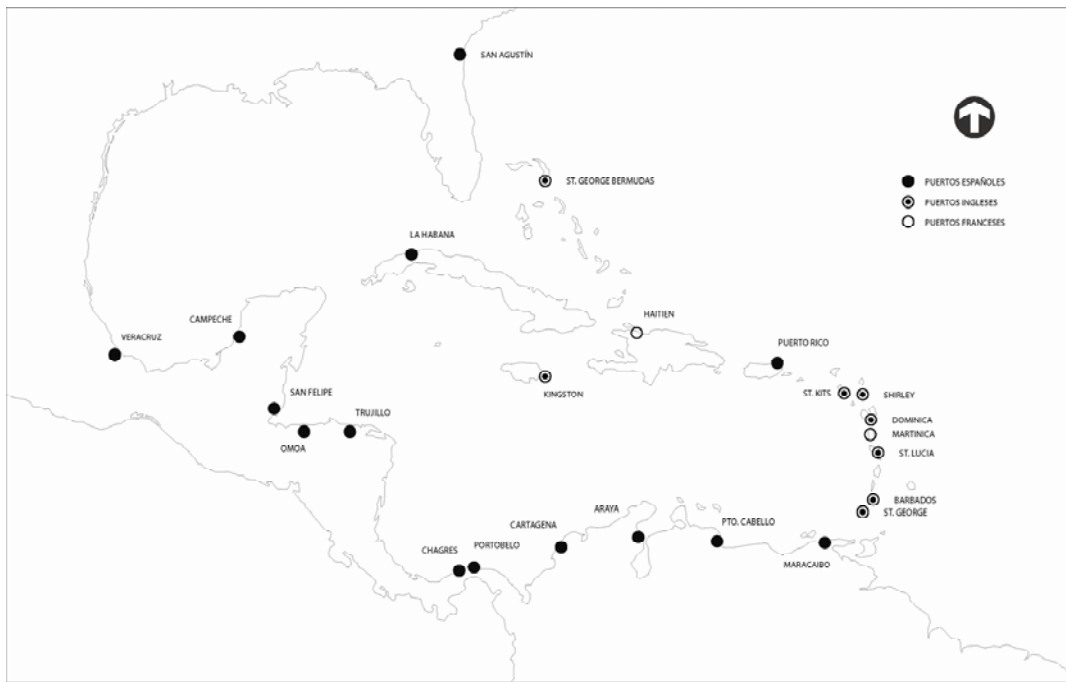 SAN AGUSTÍN
ST. GEORGE BERMUDAS
PUERTOS ESPAÑOLES
PUERTOS INGLESES
PUERTOS FRANCESES
LA HABANA
HAITIEN
CAMPECHE
VERACRUZ
PUERTO RICO
KINGSTON
ST. KITS
SHIRLEY
SAN FELIPE
TRUJILLO
DOMINICA
MARTINICA
OMOA
ST. LUCIA
BARBADOS
ST. GEORGE
ARAYA
CARTAGENA
PTO. CABELLO
PORTOBELO
CHAGRES
MARACAIBO